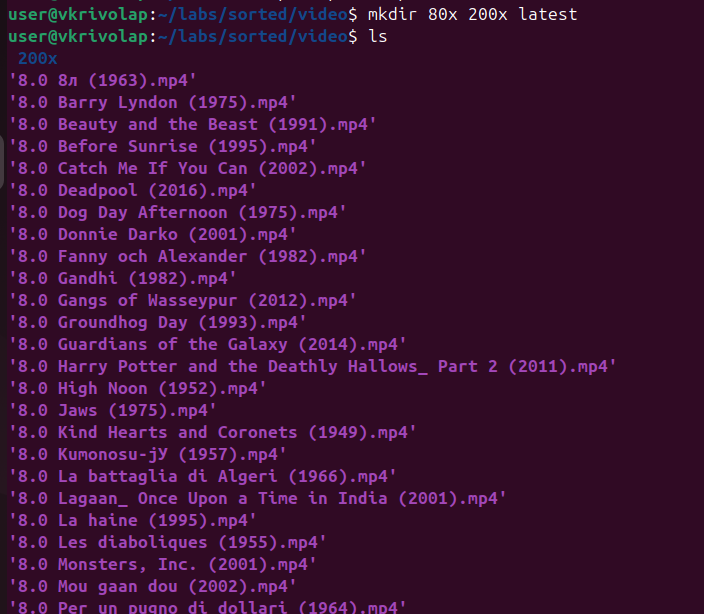 user@vkrivolap:~/labs/sorted/video$ mkdir 80x 200x latest
user@vkrivolap:~/labs/sorted/video$ ls
200x
'8.0 8л (1963).mp4'
'8.0 Barry Lyndon (1975).mp4'
'8.0 Beauty and the Beast (1991).mp4'
'8.0 Before Sunrise (1995).mp4'
'8.0 Catch Me If You Can (2002).mp4'
'8.0 Deadpool (2016).mp4'
'8.0 Dog Day Afternoon (1975).mp4'
'8.0 Donnie Darko (2001).mp4'
'8.0 Fanny och Alexander (1982).mp4'
'8.0 Gandhi (1982).mp4'
'8.0 Gangs of Wasseypur (2012).mp4'
'8.0 Groundhog Day (1993).mp4'
'8.0 Guardians of the Galaxy (2014).mp4'
'8.0 Harry Potter and the Deathly Hallows_ Part 2 (2011).mp4'
'8.0 High Noon (1952).mp4'
'8.0 Jaws (1975).mp4'
'8.0 Kind Hearts and Coronets (1949).mp4'
'8.0 Kumonosu-jУ (1957).mp4'
'8.0 La battaglia di Algeri (1966).mp4'
'8.0 Lagaan_ Once Upon a Time in India (2001).mp4'
'8.0 La haine (1995).mp4'
'8.0 Les diaboliques (1955).mp4'
'8.0 Monsters, Inc. (2001).mp4'
'8.0 Mou gaan dou (2002).mp4'
'8.0 Per un pugno di dollari (1964).mp4'